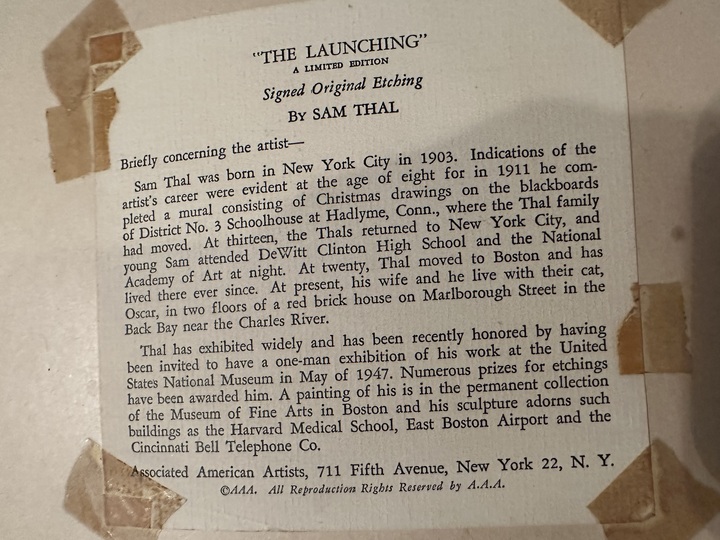 “THE LAUNCHING”
A LIMITED EDITION
Signed Original Etching
By SAM THAL
Briefly concerning the artist—
Sam Thal was born in New York City in 1903. Indications of the
artist's career were evident at the age of eight for in 1911 he com-
pleted a mural consisting of Christmas drawings on the blackboards
of District No. 3 Schoolhouse at Hadlyme, Conn., where the Thal family
had moved. At thirteen, the Thals returned to New York City, and
young Sam attended DeWitt Clinton High School and the National
Academy of Art at night. At twenty, Thal moved to Boston and has
lived there ever since. At present, his wife and he live with their cat,
Oscar, in two floors of a red brick house on Marlborough Street in the
Back Bay near the Charles River.
Thal has exhibited widely and has been recently honored by having
been invited to have a one-man exhibition of his work at the United
States National Museum in May of 1947. Numerous prizes for etchings
have been awarded him. A painting of his is in the permanent collection
of the Museum of Fine Arts in Boston and his sculpture adorns such
buildings as the Harvard Medical School, East Boston Airport and the
Cincinnati Bell Telephone Co.
Associated American Artists, 711 Fifth Avenue, New York 22, N. Y.
©AAA. All Reproduction Rights Reserved by A.A.A.